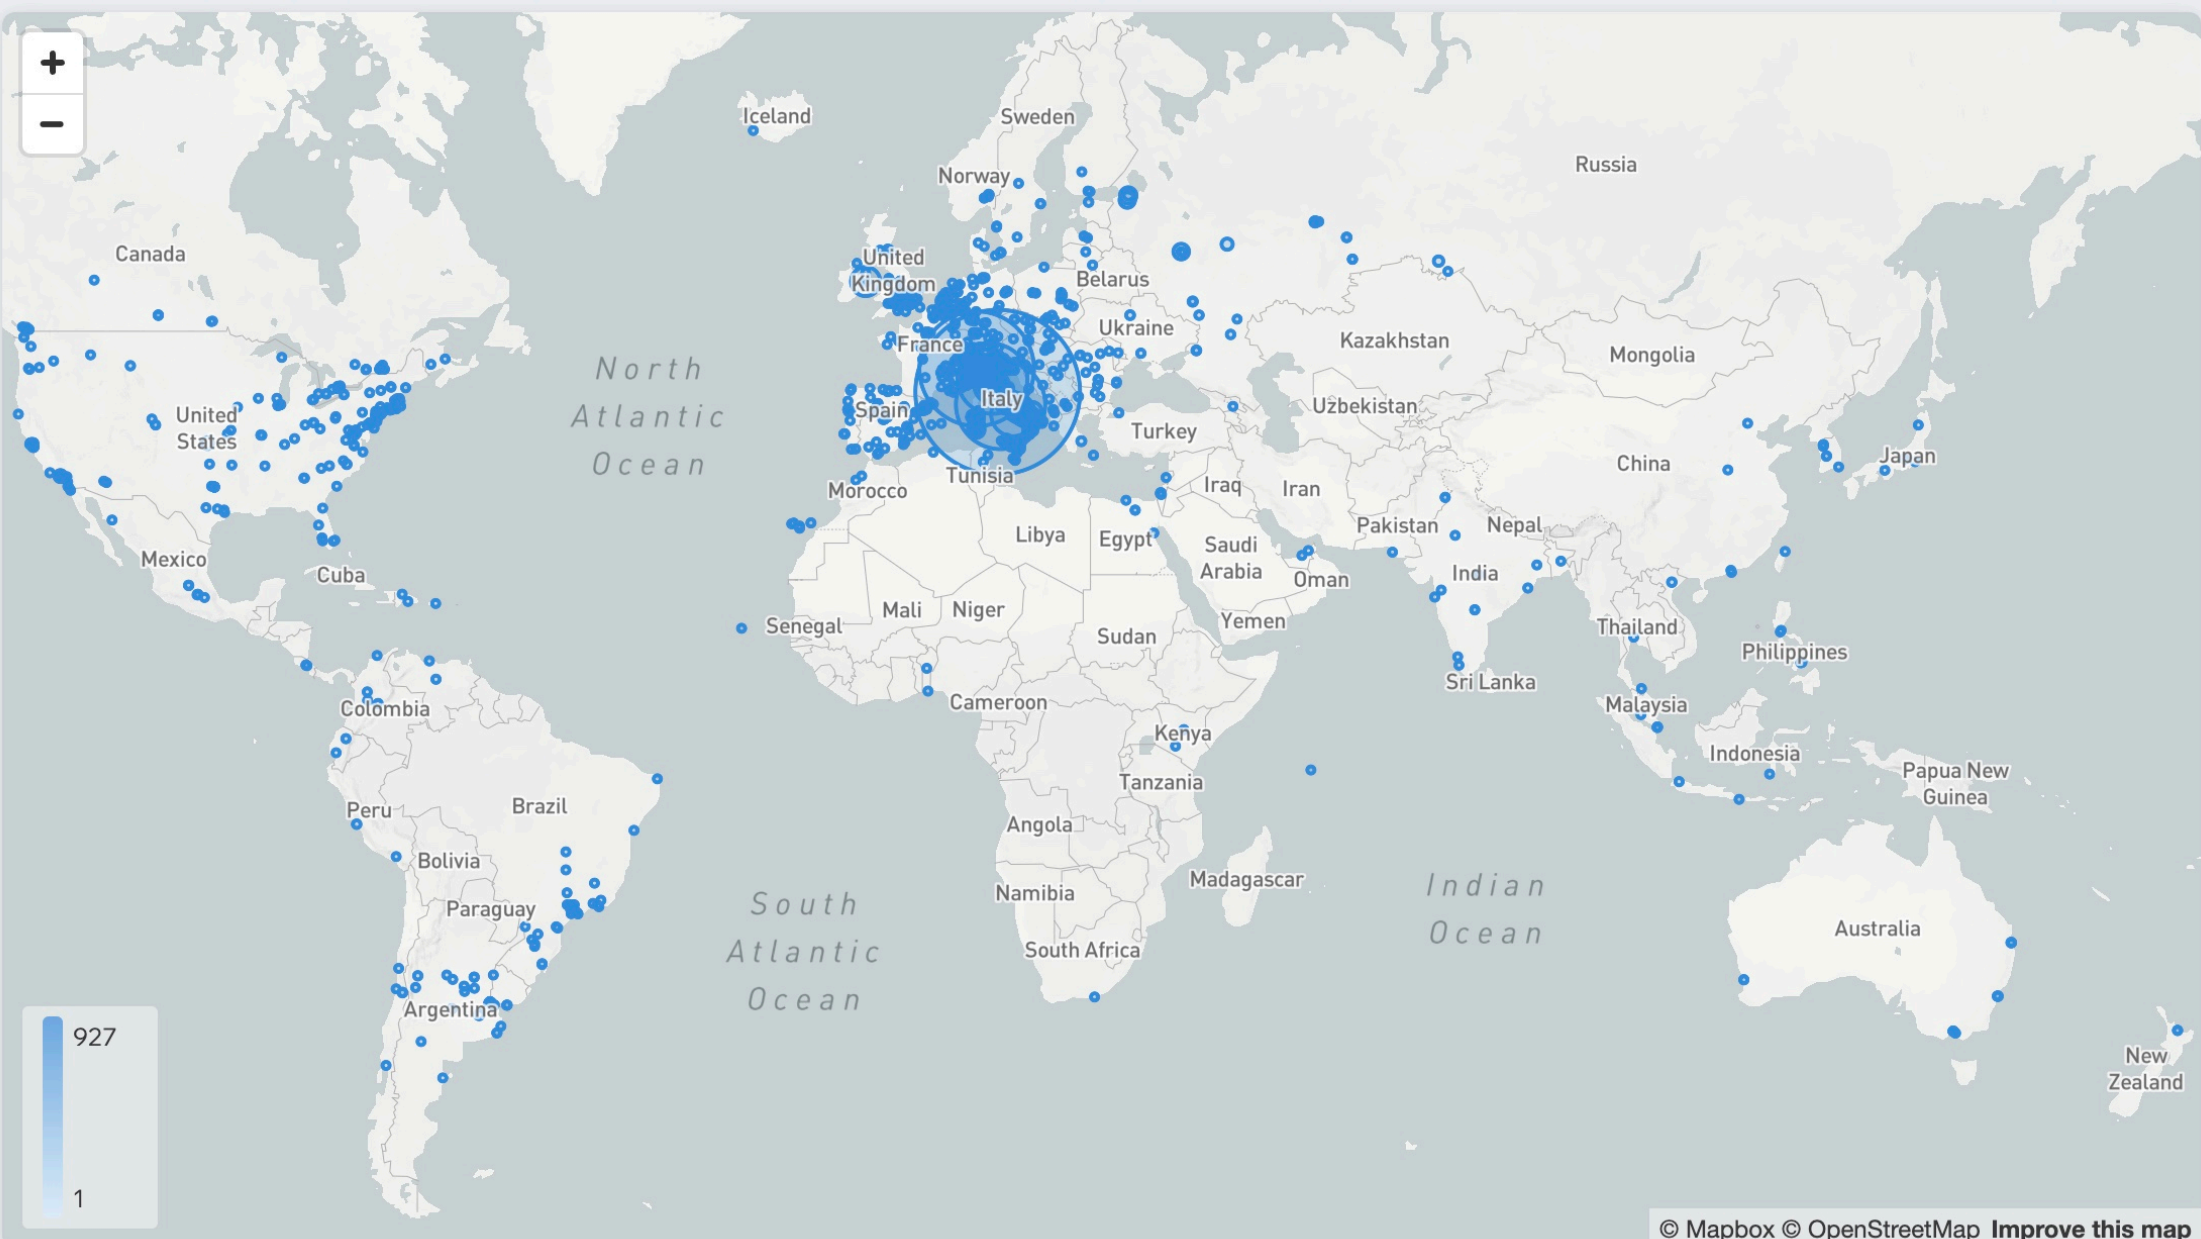 +
−
Iceland
Sweden
Norway
Russia
Canada
United
Kingdom
Belarus
Ukraine
France
Kazakhstan
Mongolia
North
Atlantic
Ocean
United
States
Spain
Italy
Uzbekistan
Turkey
China
Japan
Tunisia
Morocco
Iraq
Iran
Pakistan
Nepal
Libya
Egypt
Saudi
Arabia
Mexico
Cuba
India
Oman
Mali
Niger
Senegal
Sudan
Yemen
Thailand
Philippines
Sri Lanka
Colombia
Cameroon
Malaysia
Kenya
Indonesia
Tanzania
Papua New
Guinea
Peru
Brazil
Angola
Bolivia
Namibia
Madagascar
Indian
Ocean
Paraguay
South
Atlantic
Ocean
South Africa
Australia
Argentina
New
Zealand
927
1
© Mapbox © OpenStreetMap Improve this map